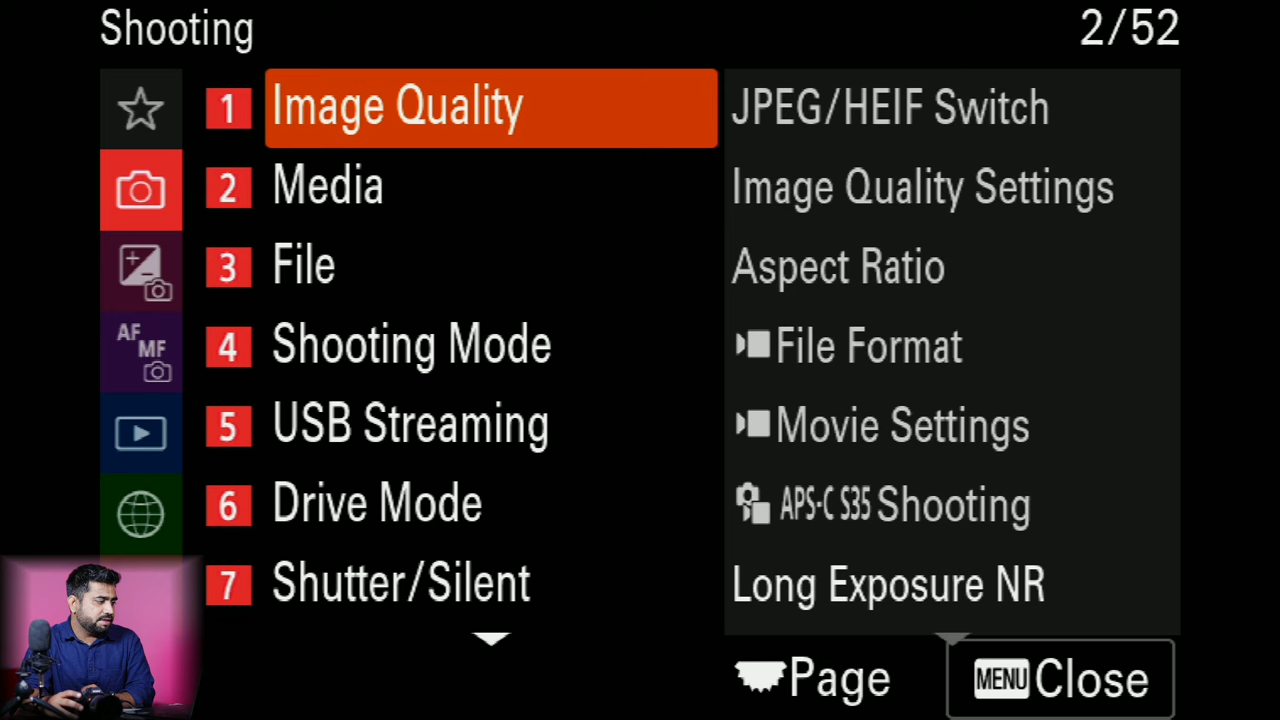 Shooting 2/52
1 Image Quality
2 Media
3 File
4 Shooting Mode
5 USB Streaming
6 Drive Mode
7 Shutter/Silent
JPEG/HEIF Switch
Image Quality Settings
Aspect Ratio
File Format
Movie Settings
APS-C S35 Shooting
Long Exposure NR
AF
MF
Page
MENU Close